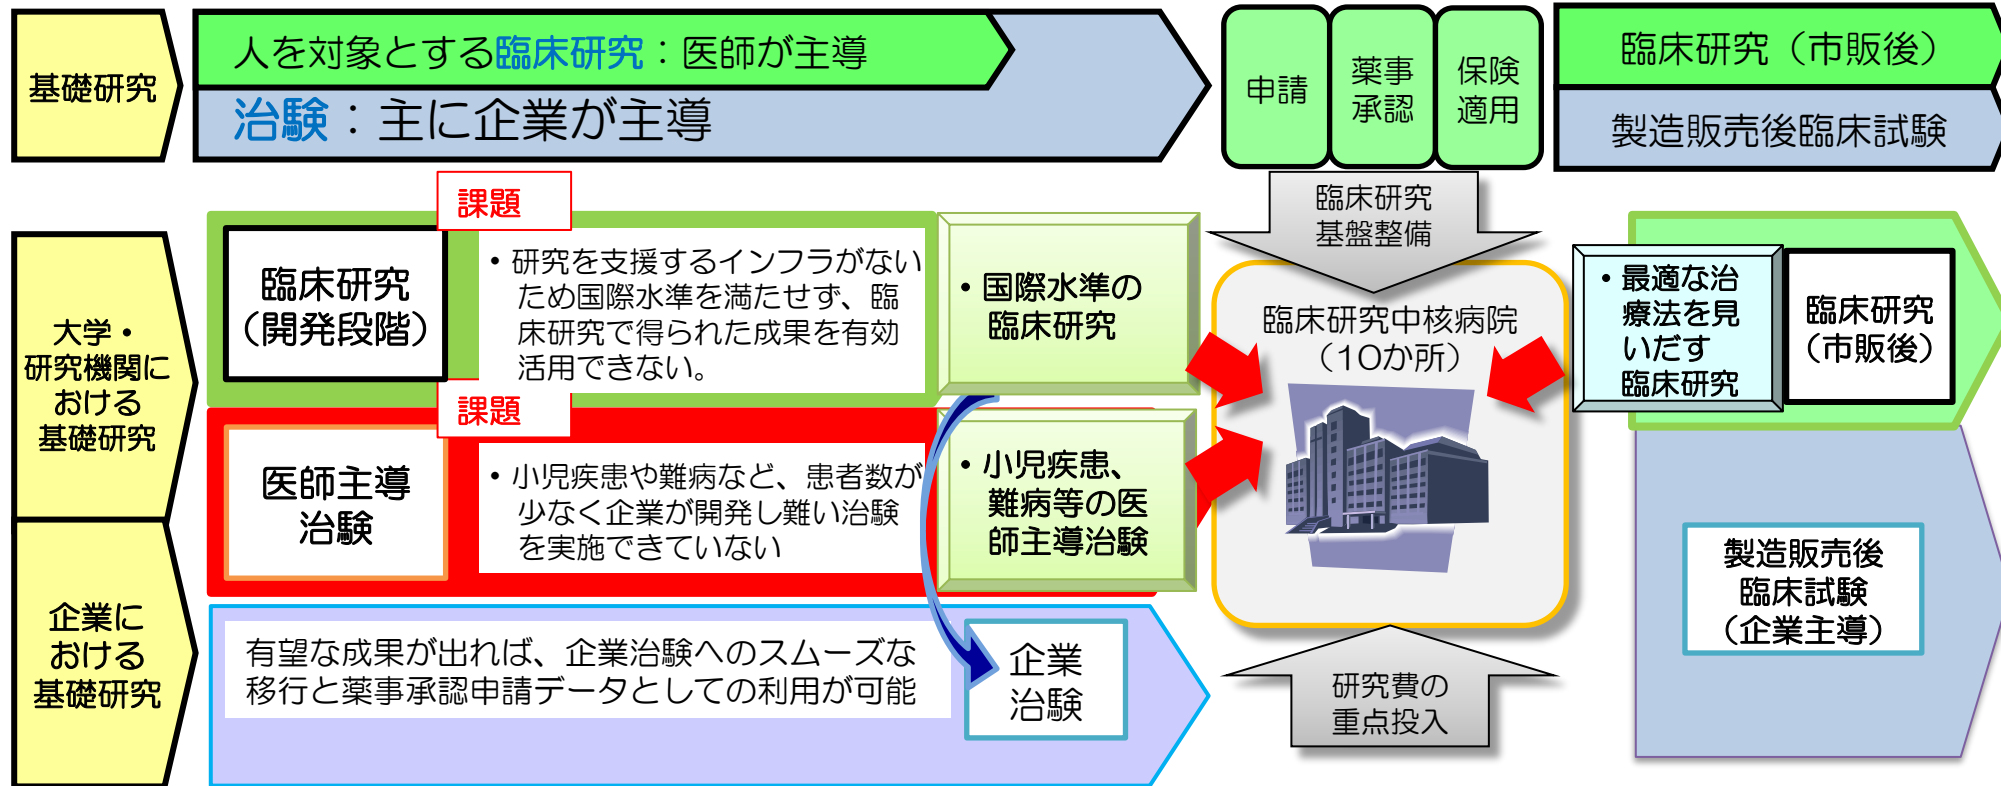 基礎研究
人を対象とする臨床研究：医師が主導
治験：主に企業が主導
申請
薬事
承認
保険
適用
臨床研究（市販後）
製造販売後臨床試験
大学・
研究機関に
おける
基礎研究
企業に
おける
基礎研究
課題
臨床研究
（開発段階）
・研究を支援するインフラがない
ため国際水準を満たせず、臨
床研究で得られた成果を有効
活用できない。
・国際水準の
臨床研究
課題
医師主導
治験
・小児疾患や難病など、患者数が
少なく企業が開発し難い治験
を実施できていない
・小児疾患、
難病等の医
師主導治験
有望な成果が出れば、企業治験へのスムーズな
移行と薬事承認申請データとしての利用が可能
企業
治験
臨床研究
基盤整備
臨床研究中核病院
（10か所）
研究費の
重点投入
・最適な治
療法を見
いだす
臨床研究
臨床研究
（市販後）
製造販売後
臨床試験
（企業主導）